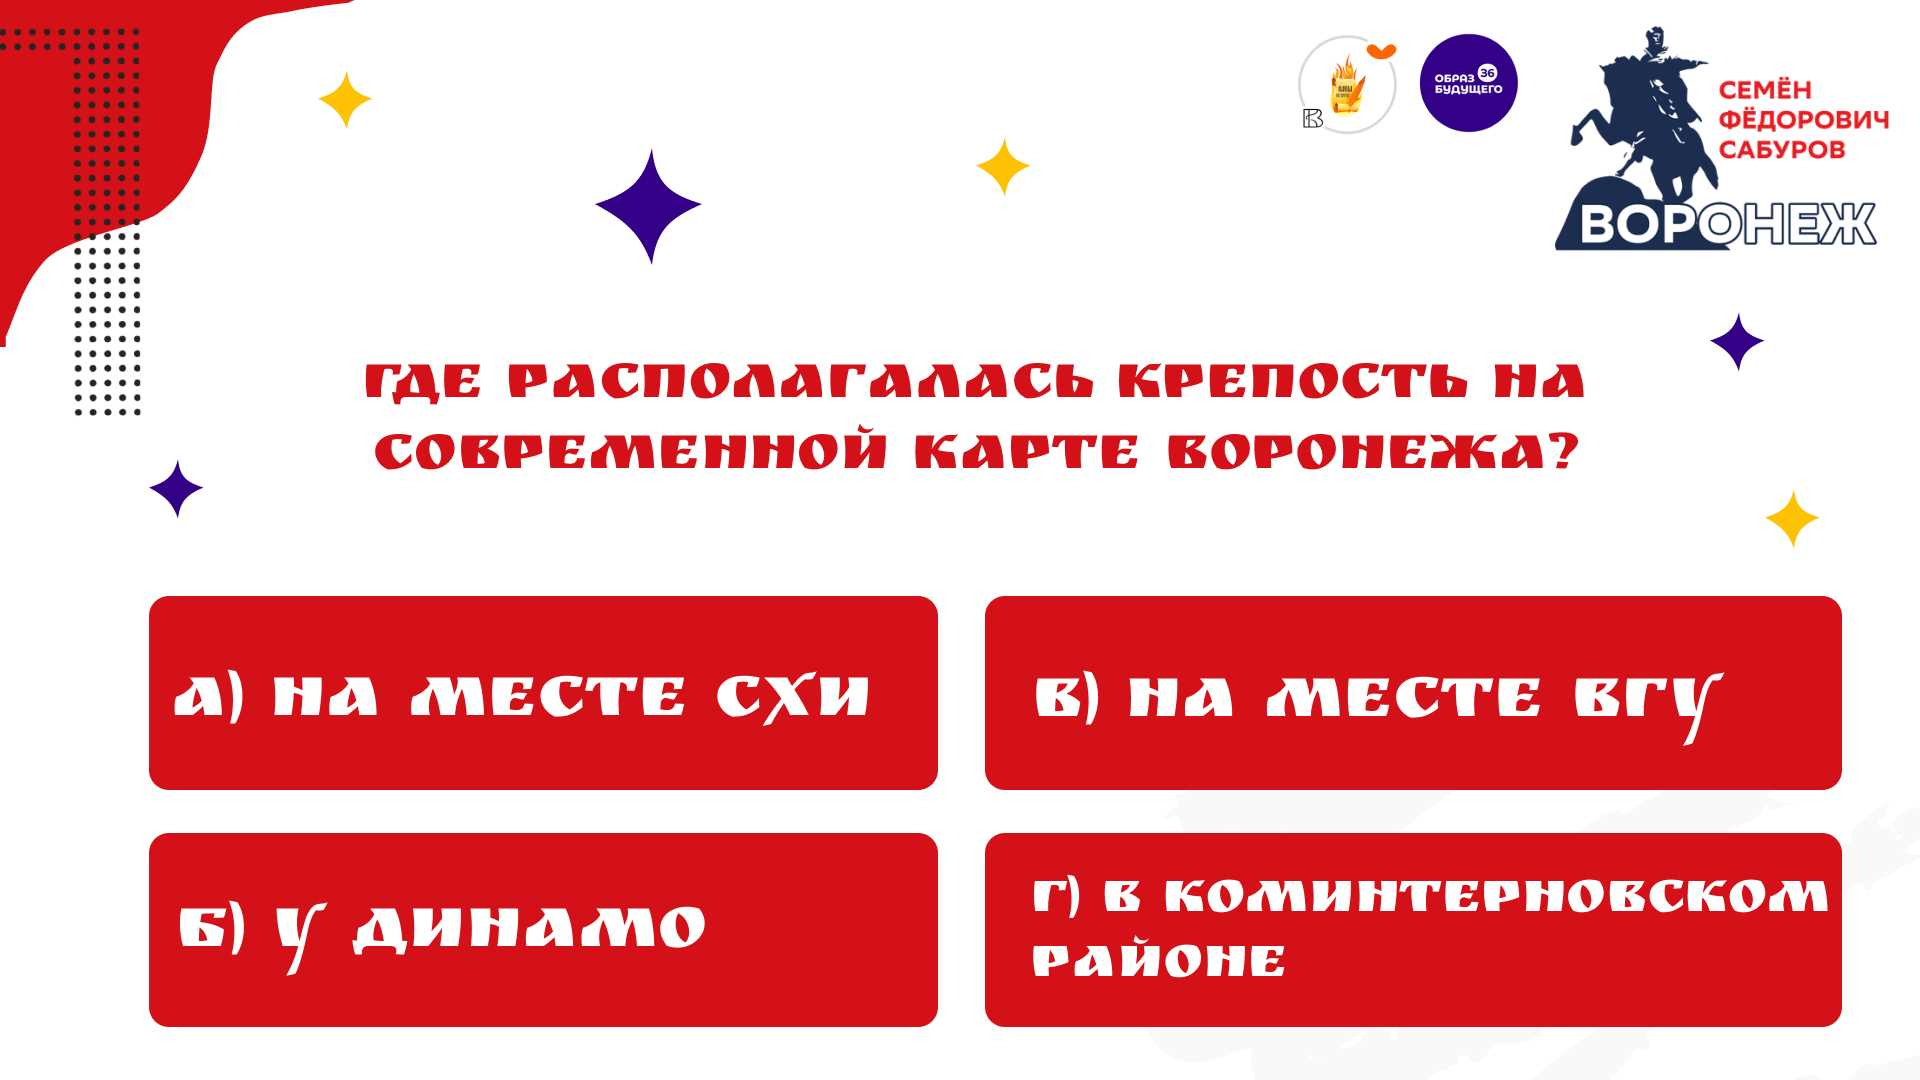 ОБРАЗ 36
БУДУЩЕГО
СЕМЁН
ФЁДОРОВИЧ
САБУРОВ
ВОРОНЕЖ
ГДЕ РАСПОЛАГАЛАСЬ КРЕПОСТЬ НА
СОВРЕМЕННОЙ КАРТЕ ВОРОНЕЖА?
А) НА МЕСТЕ СХИ
В) НА МЕСТЕ ВГУ
Б) У ДИНАМО
Г) В КОМИНТЕРНОВСКОМ
РАЙОНЕ